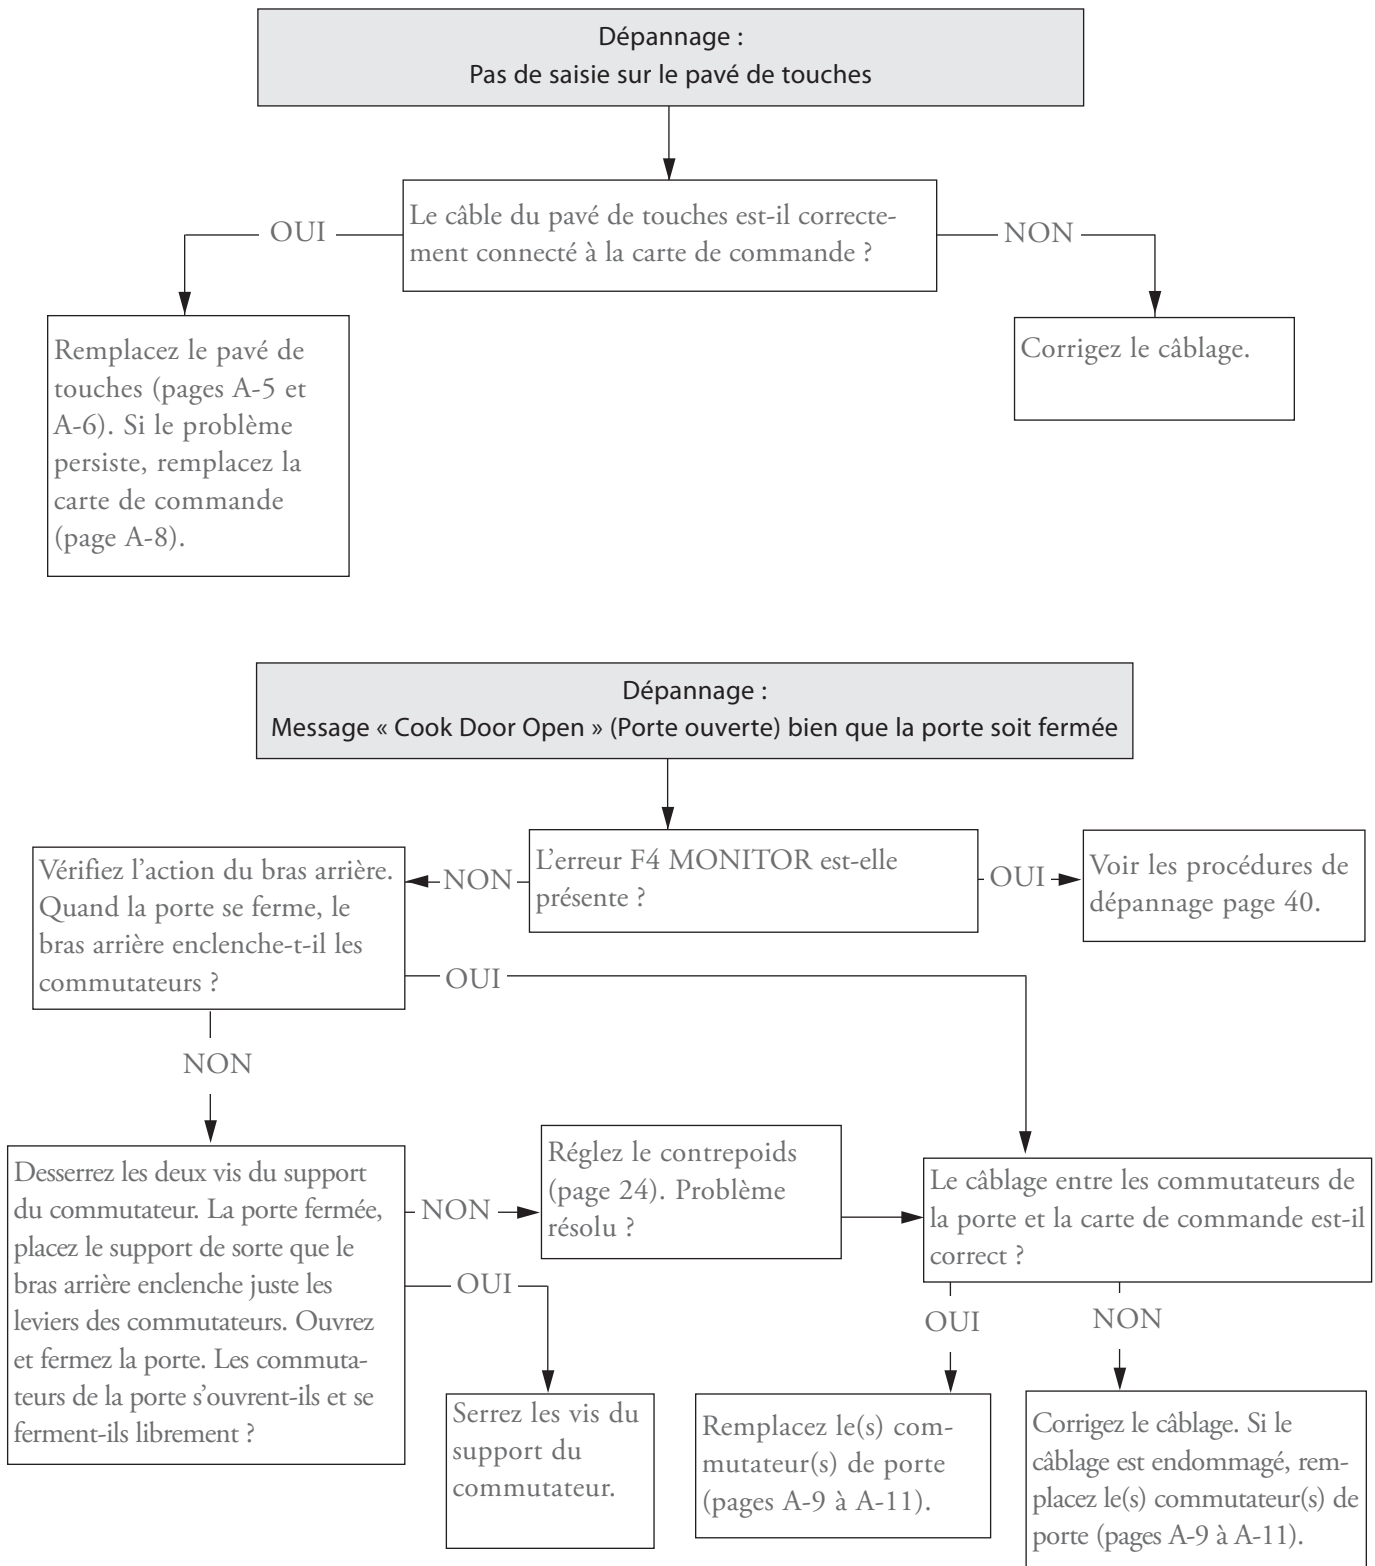 Dépannage :
Pas de saisie sur le pavé de touches
Le câble du pavé de touches est-il correcte-
ment connecté à la carte de commande ?
OUI
NON
Remplacez le pavé de
touches (pages A-5 et
A-6). Si le problème
persiste, remplacez la
carte de commande
(page A-8).
Corrigez le câblage.
Dépannage :
Message « Cook Door Open » (Porte ouverte) bien que la porte soit fermée
L’erreur F4 MONITOR est-elle
présente ?
NON
OUI
Voir les procédures de
dépannage page 40.
Vérifiez l’action du bras arrière.
Quand la porte se ferme, le
bras arrière enclenche-t-il les
commutateurs ?
OUI
NON
Desserrez les deux vis du support
du commutateur. La porte fermée,
placez le support de sorte que le
bras arrière enclenche juste les
leviers des commutateurs. Ouvrez
et fermez la porte. Les commuta-
teurs de la porte s’ouvrent-ils et se
ferment-ils librement ?
NON
Réglez le contrepoids
(page 24). Problème
résolu ?
OUI
Serrez les vis du
support du
commutateur.
Le câblage entre les commutateurs de
la porte et la carte de commande est-il
correct ?
OUI
NON
Remplacez le(s) com-
mutateur(s) de porte
(pages A-9 à A-11).
Corrigez le câblage. Si le
câblage est endommagé, rem-
placez le(s) commutateur(s) de
porte (pages A-9 à A-11).